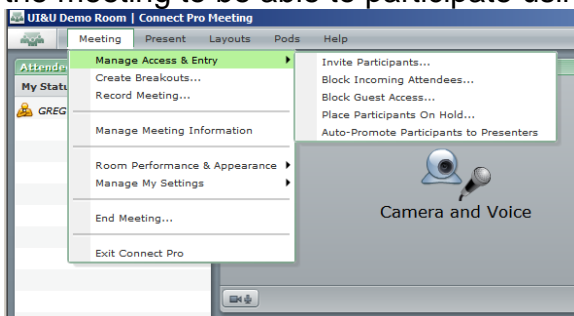 the meeting to be able to participate
UI&U Demo Room | Connect Pro Meeting
Meeting Present Layouts Pods Help
Manage Access & Entry
Create Breakouts...
Record Meeting...
Manage Meeting Information
Room Performance & Appearance
Manage My Settings
End Meeting...
Exit Connect Pro
Invite Participants...
Block Incoming Attendees...
Block Guest Access...
Place Participants On Hold...
Auto-Promote Participants to Presenters
My Statu
GREG
Camera and Voice